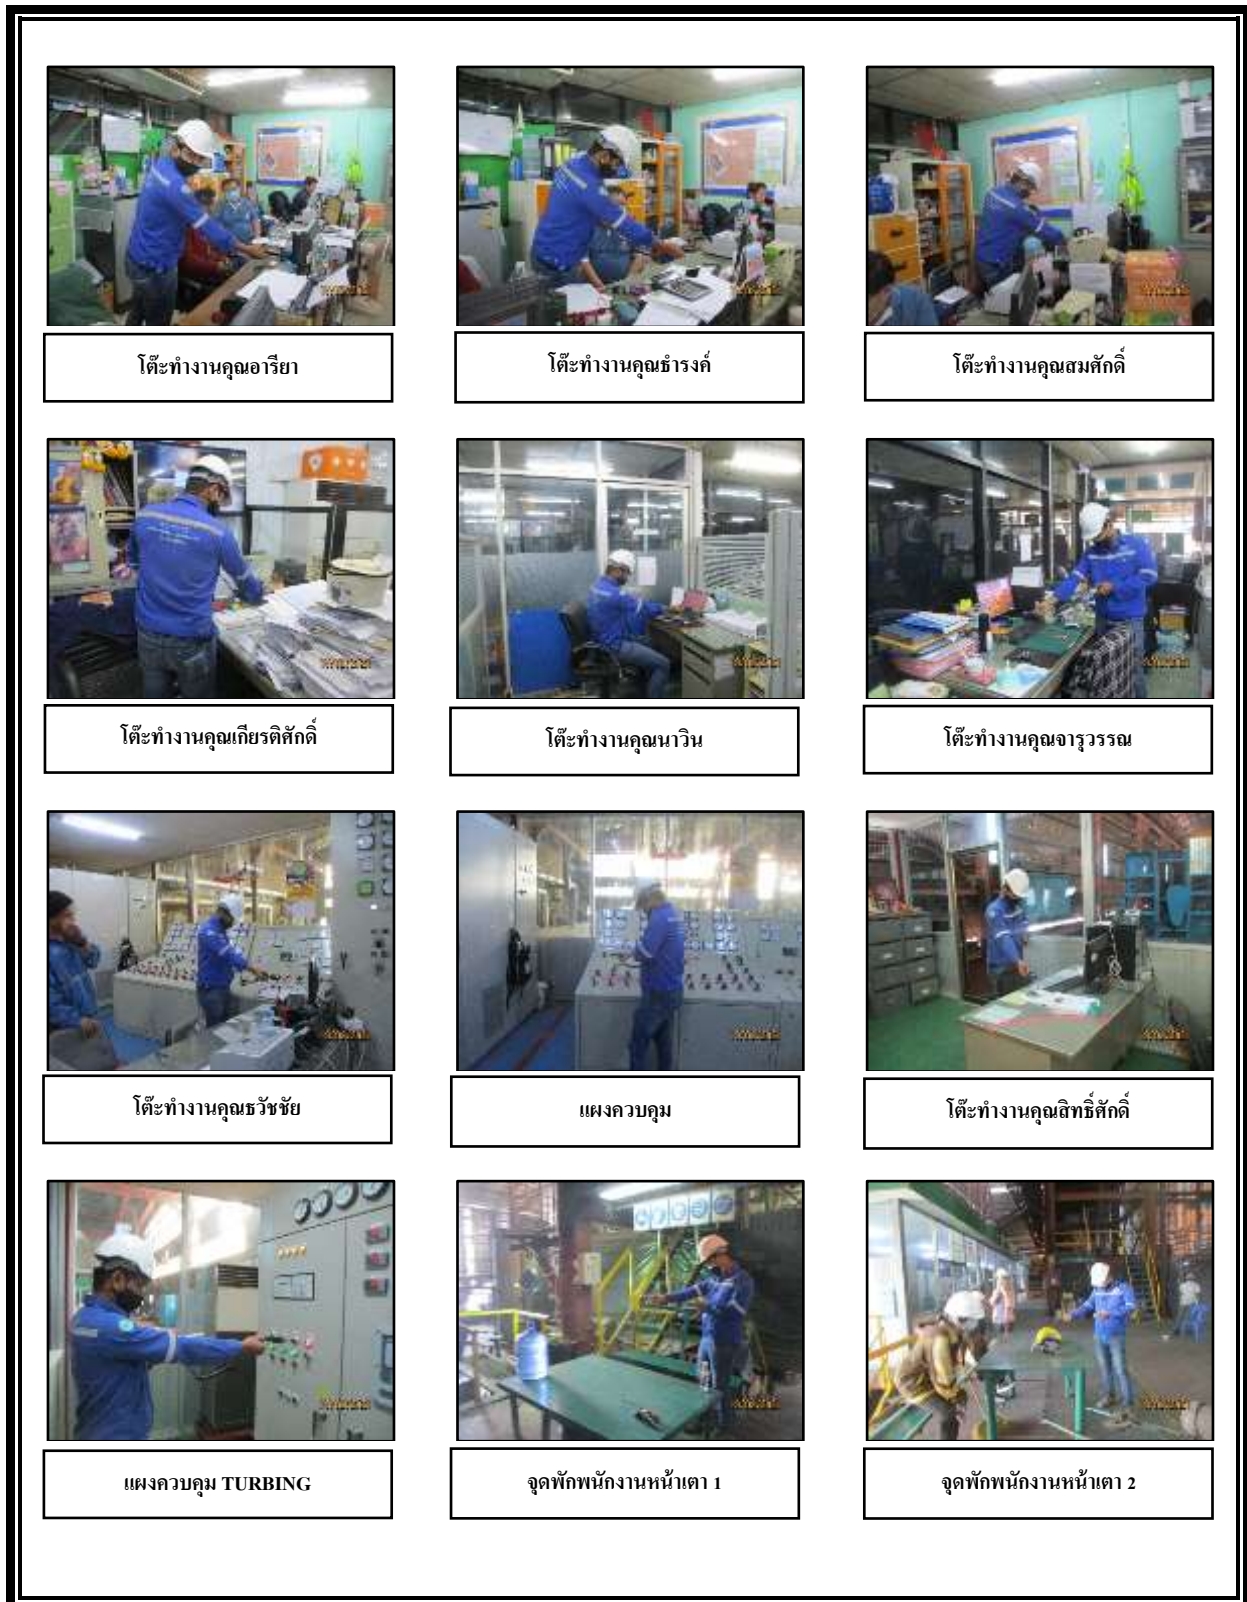 โต๊ะทำงานคุณอารียา
โต๊ะทำงานคุณธำรงค์
โต๊ะทำงานคุณสมศักดิ์
โต๊ะทำงานคุณเกียรติศักดิ์
โต๊ะทำงานคุณนาวิน
โต๊ะทำงานคุณจารุวรรณ
โต๊ะทำงานคุณธวัชชัย
แผงควบคุม
โต๊ะทำงานคุณสิทธิ์ศักดิ์
แผงควบคุม TURBING
จุดพักพนักงานหน้าเตา 1
จุดพักพนักงานหน้าเตา 2